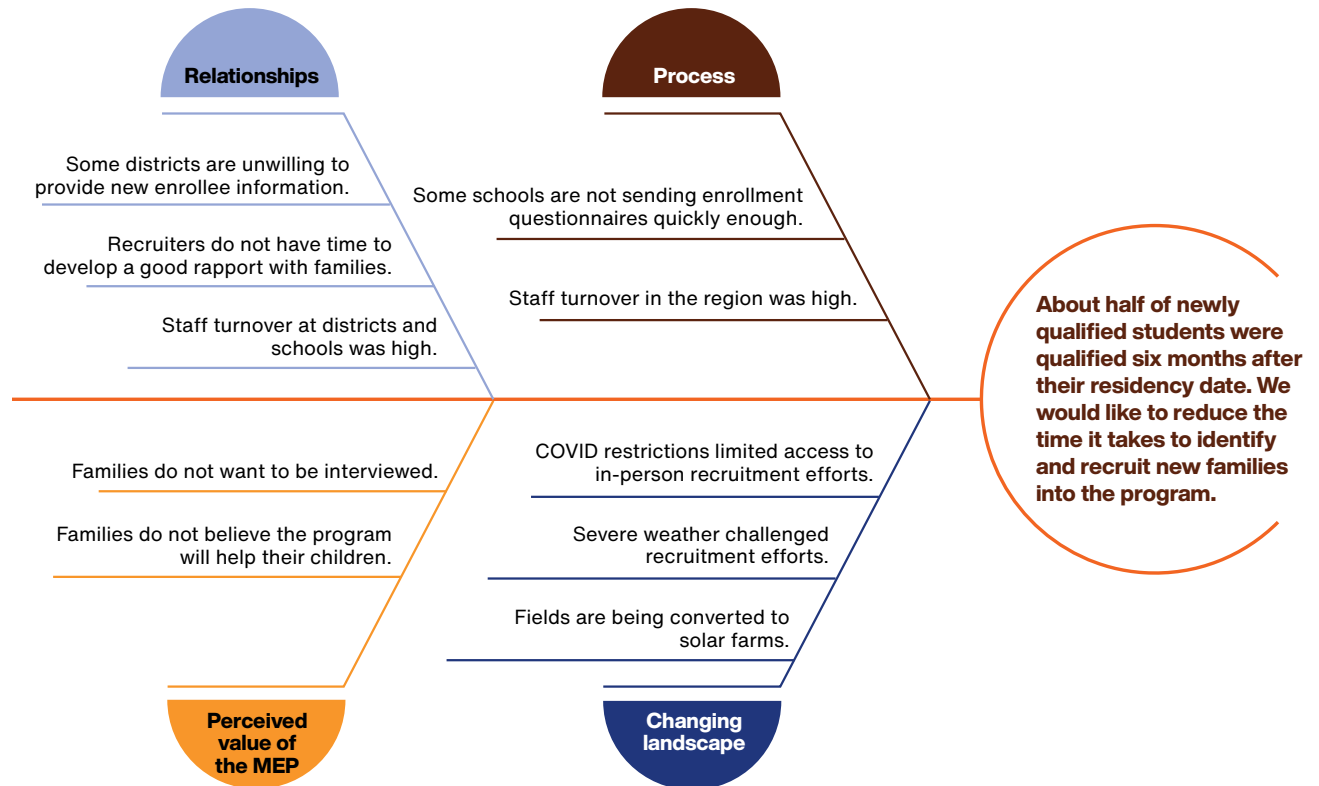 Relationships
Some districts are unwilling to
provide new enrollee information.
Recruiters do not have time to
develop a good rapport with families.
Staff turnover at districts and
schools was high.
Process
Some schools are not sending enrollment
questionnaires quickly enough.
Staff turnover in the region was high.
Families do not want to be interviewed.
Families do not believe the program
will help their children.
Perceived
value of
the MEP
COVID restrictions limited access to
in-person recruitment efforts.
Severe weather challenged
recruitment efforts.
Fields are being converted to
solar farms.
Changing
landscape
About half of newly
qualified students were
qualified six months after
their residency date. We
would like to reduce the
time it takes to identify
and recruit new families
into the program.